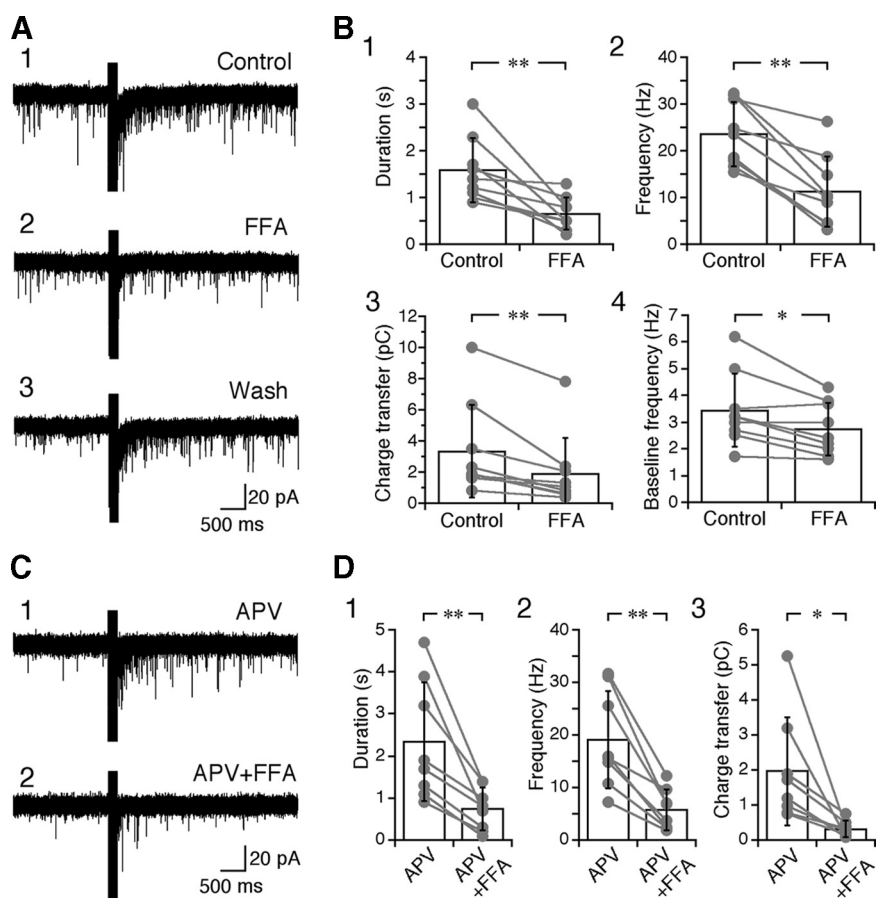 A
1
Control
2
FFA
3
Wash
20 pA
500 ms
B
1
Duration (s)
4
3
2
1
0
**
Control
FFA
2
Frequency (Hz)
40
30
20
10
0
**
Control
FFA
3
Charge transfer (pC)
12
10
8
6
4
2
0
**
Control
FFA
4
Baseline frequency (Hz)
7
6
5
4
3
2
1
0
*
Control
FFA
C
1
APV
2
APV+FFA
20 pA
500 ms
D
1
Duration (s)
5
4
3
2
1
0
**
APV
APV
+FFA
2
Frequency (Hz)
40
30
20
10
0
**
APV
APV
+FFA
3
Charge transfer (pC)
6
5
4
3
2
1
0
*
APV
APV
+FFA